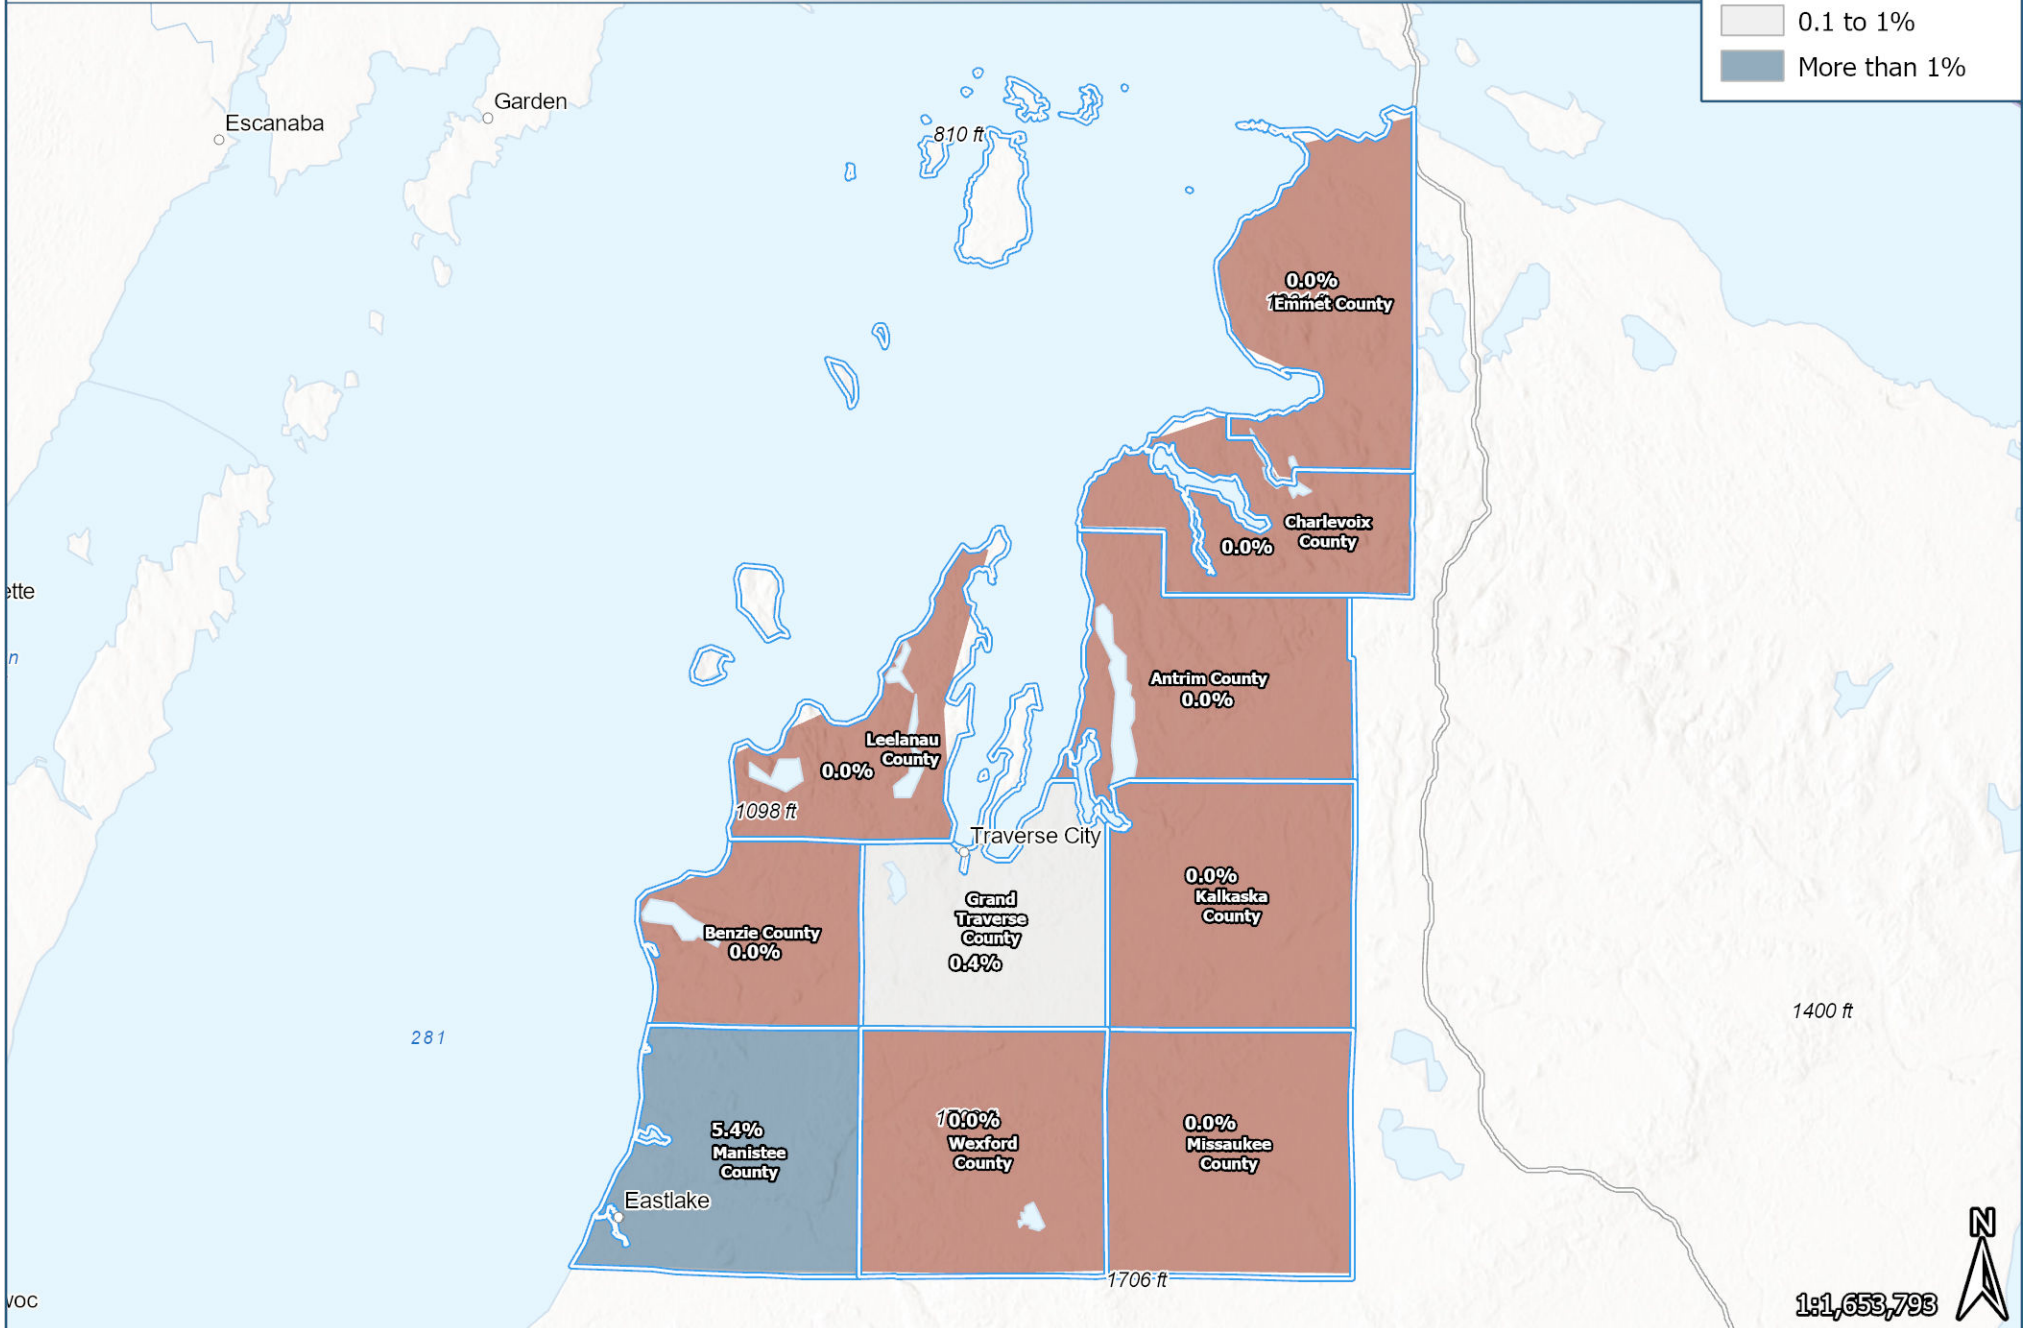 0.1 to 1%
More than 1%
Garden
Escanaba
810 ft
0.0%
Emmet County
Charlevoix
County
0.0%
ette
n
Antrim County
0.0%
Leelanau
County
0.0%
1098 ft
Traverse City
0.0%
Kalkaska
County
Grand
Traverse
County
0.4%
Benzie County
0.0%
281
1400 ft
5.4%
Manistee
County
0.0%
Wexford
County
0.0%
Missaukee
County
Eastlake
1706 ft
woc
N
1:1,653,793